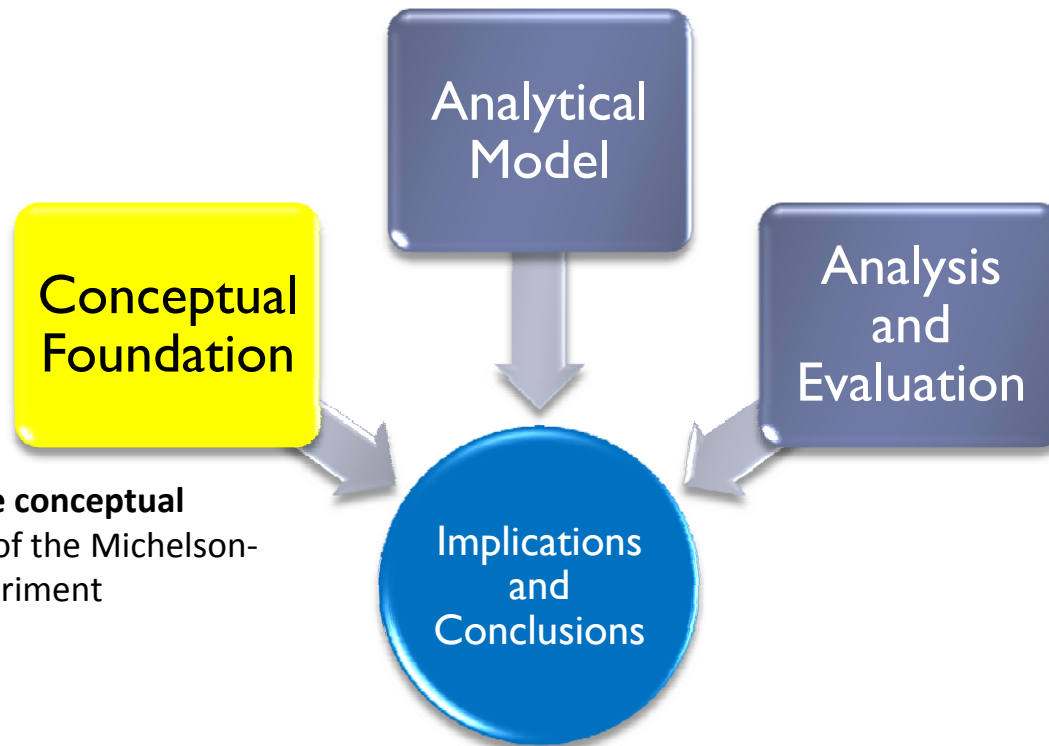 Analytical
Model
Conceptual
Foundation
Analysis
and
Evaluation
e conceptual
of the Michelson-
riment
Implications
and
Conclusions